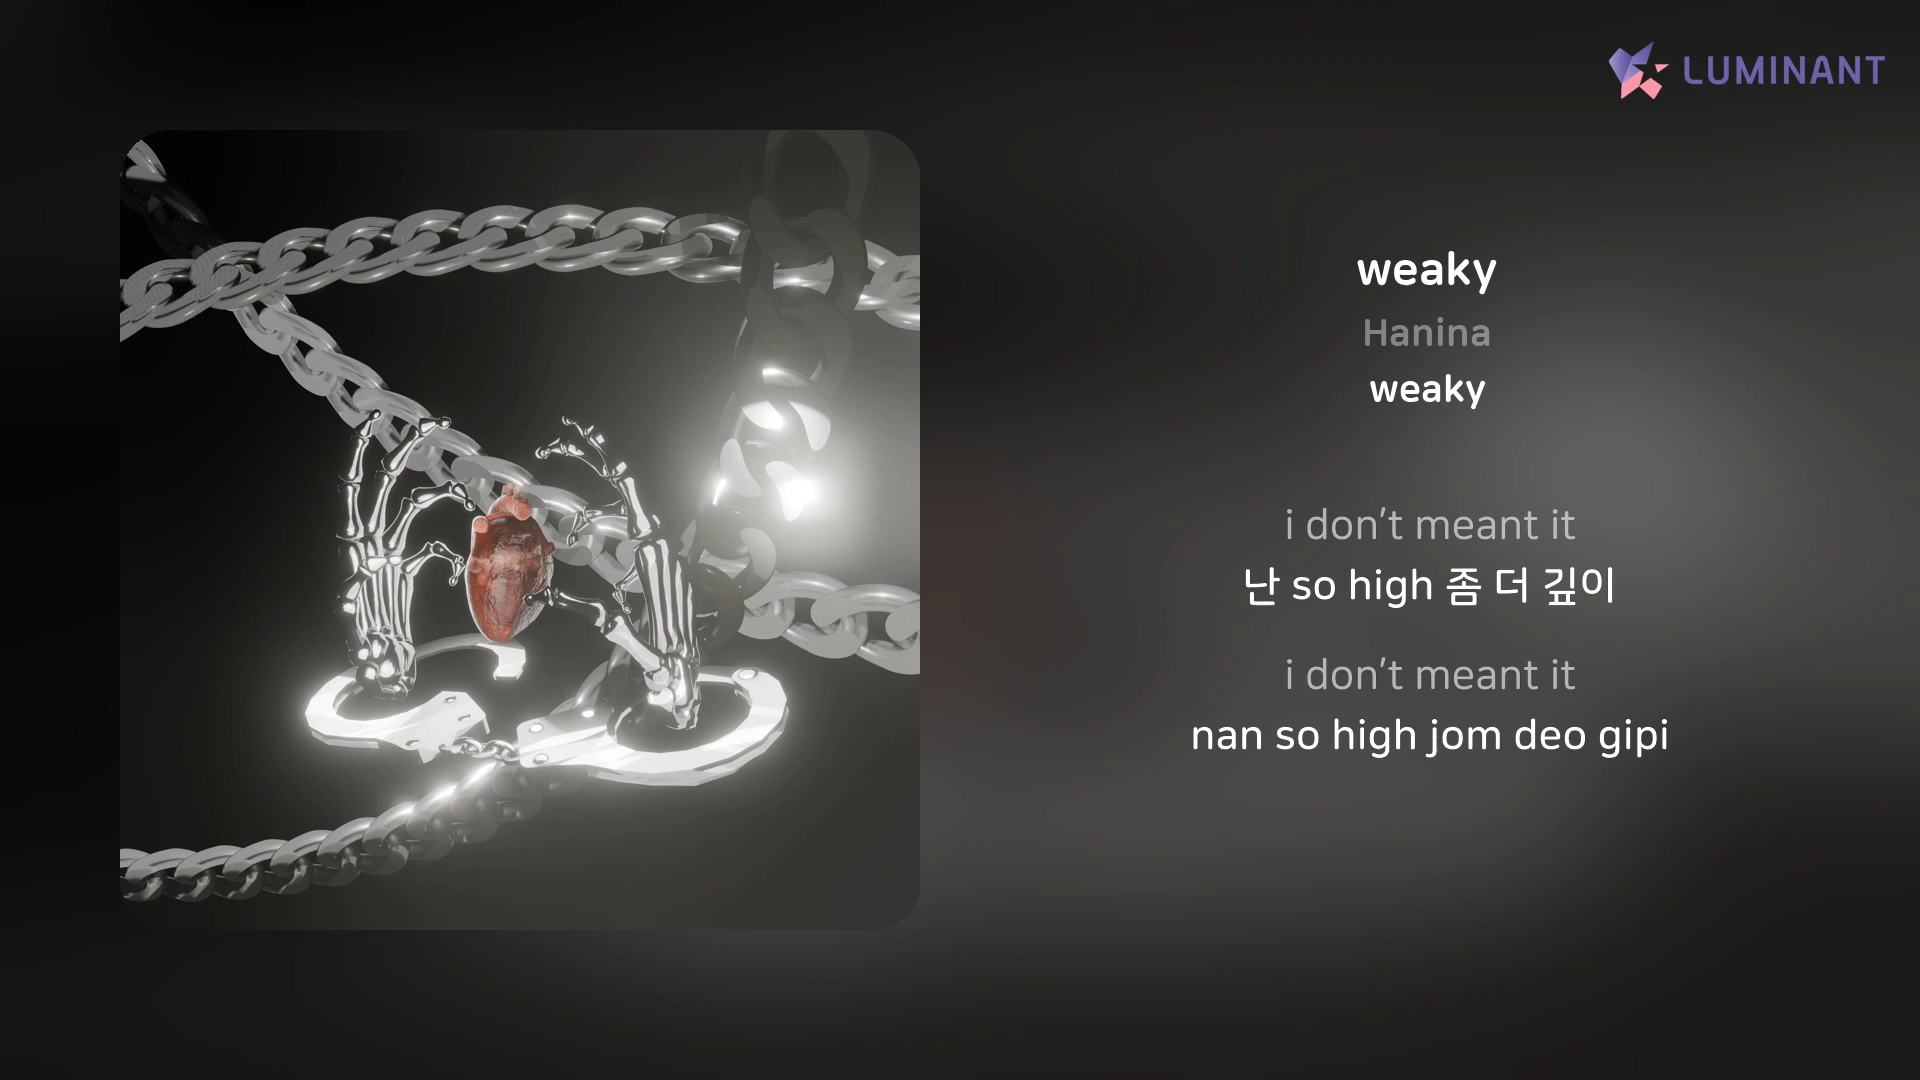 LUMINANT
weaky
Hanina
weaky
i don't meant it
난 so high 좀 더 깊이
i don't meant it
nan so high jom deo gipi